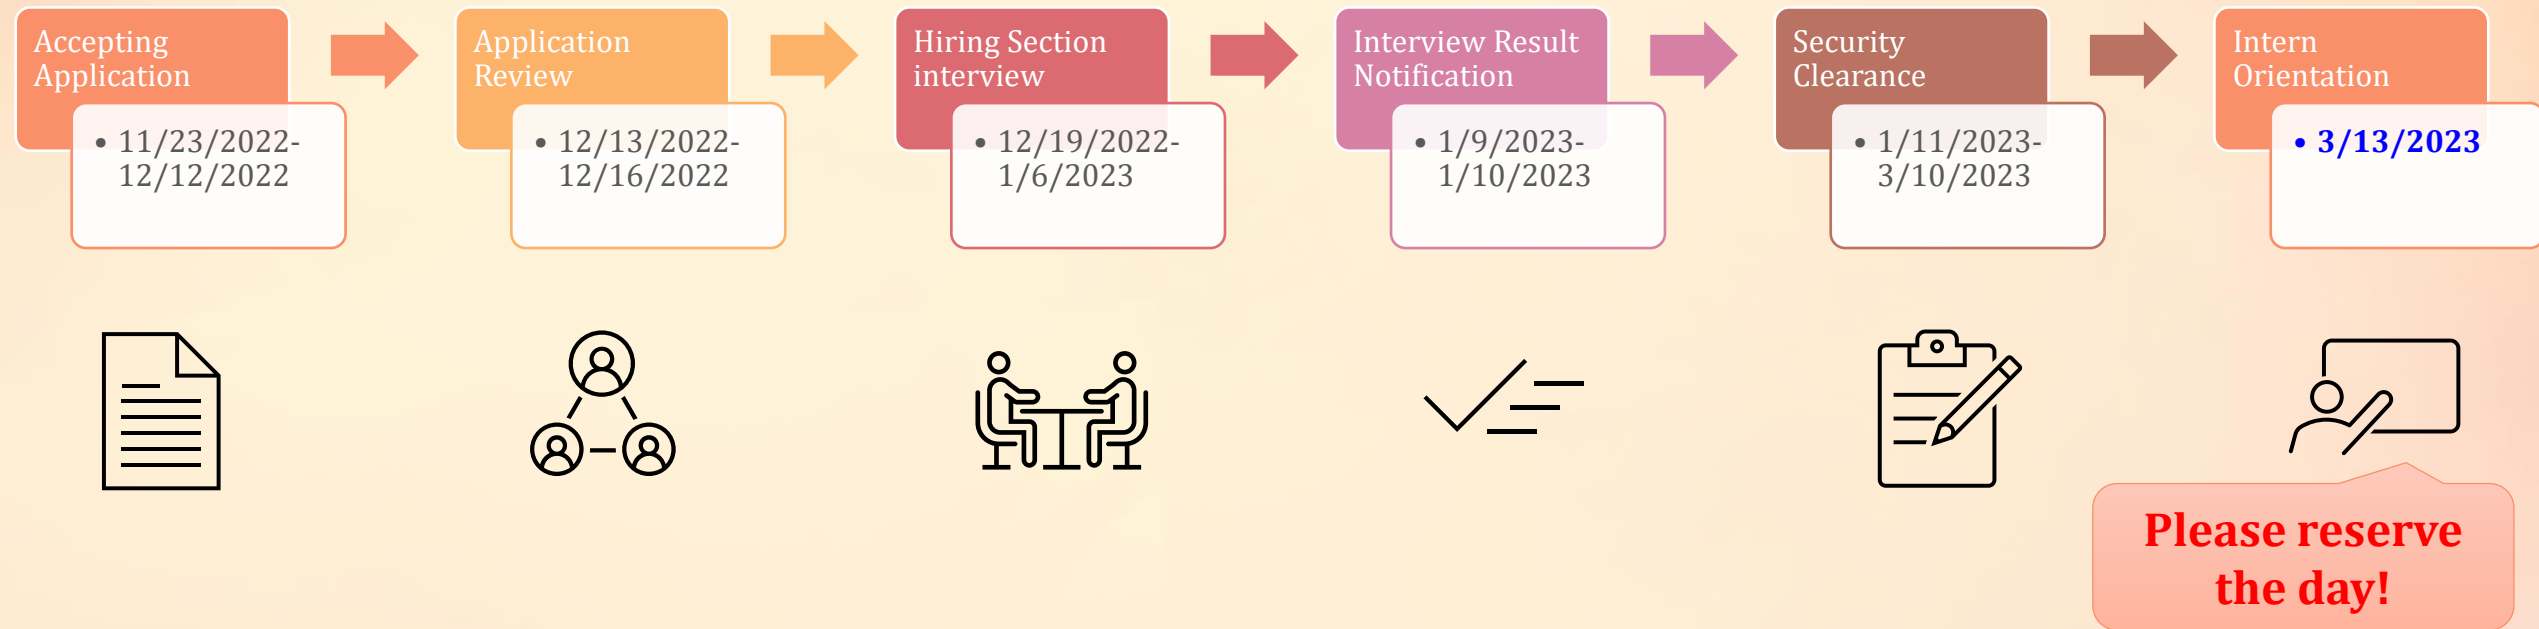 Accepting
Application
• 11/23/2022-
12/12/2022
Application
Review
• 12/13/2022-
12/16/2022
Hiring Section
interview
• 12/19/2022-
1/6/2023
Interview Result
Notification
• 1/9/2023-
1/10/2023
Security
Clearance
• 1/11/2023-
3/10/2023
Intern
Orientation
• 3/13/2023
Please reserve
the day!